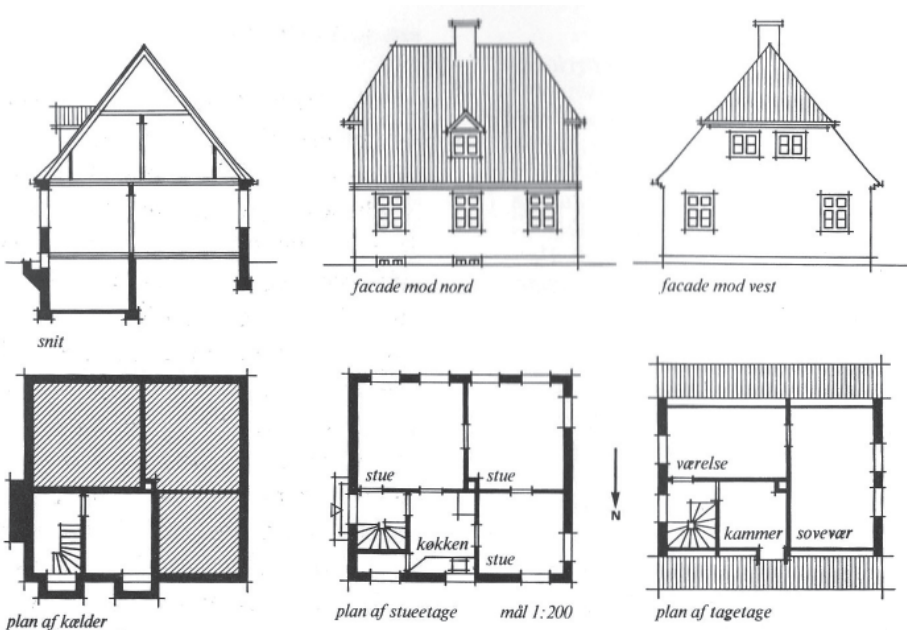 snit
facade mod nord
facade mod vest
plan af kælder
stue
stue
køkken
stue
plan af stueetage
mål 1:200
N
værelse
kammer
sovevær
plan af tagetage